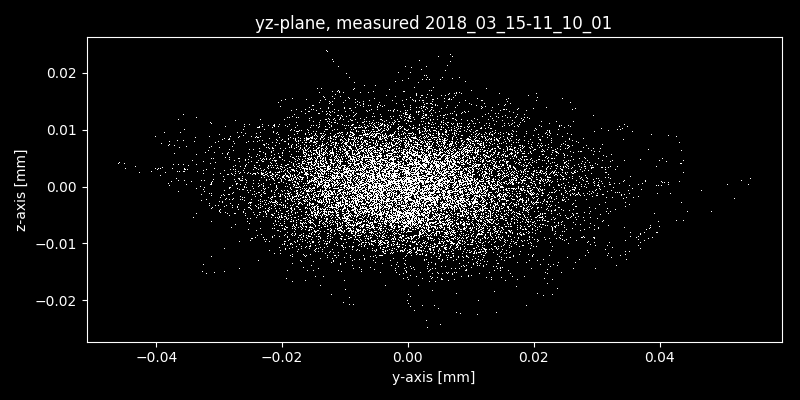 yz-plane, measured 2018_03_15-11_10_01
0.02
0.01
0.00
−0.01
−0.02
z-axis [mm]
−0.04 −0.02 0.00 0.02 0.04
y-axis [mm]